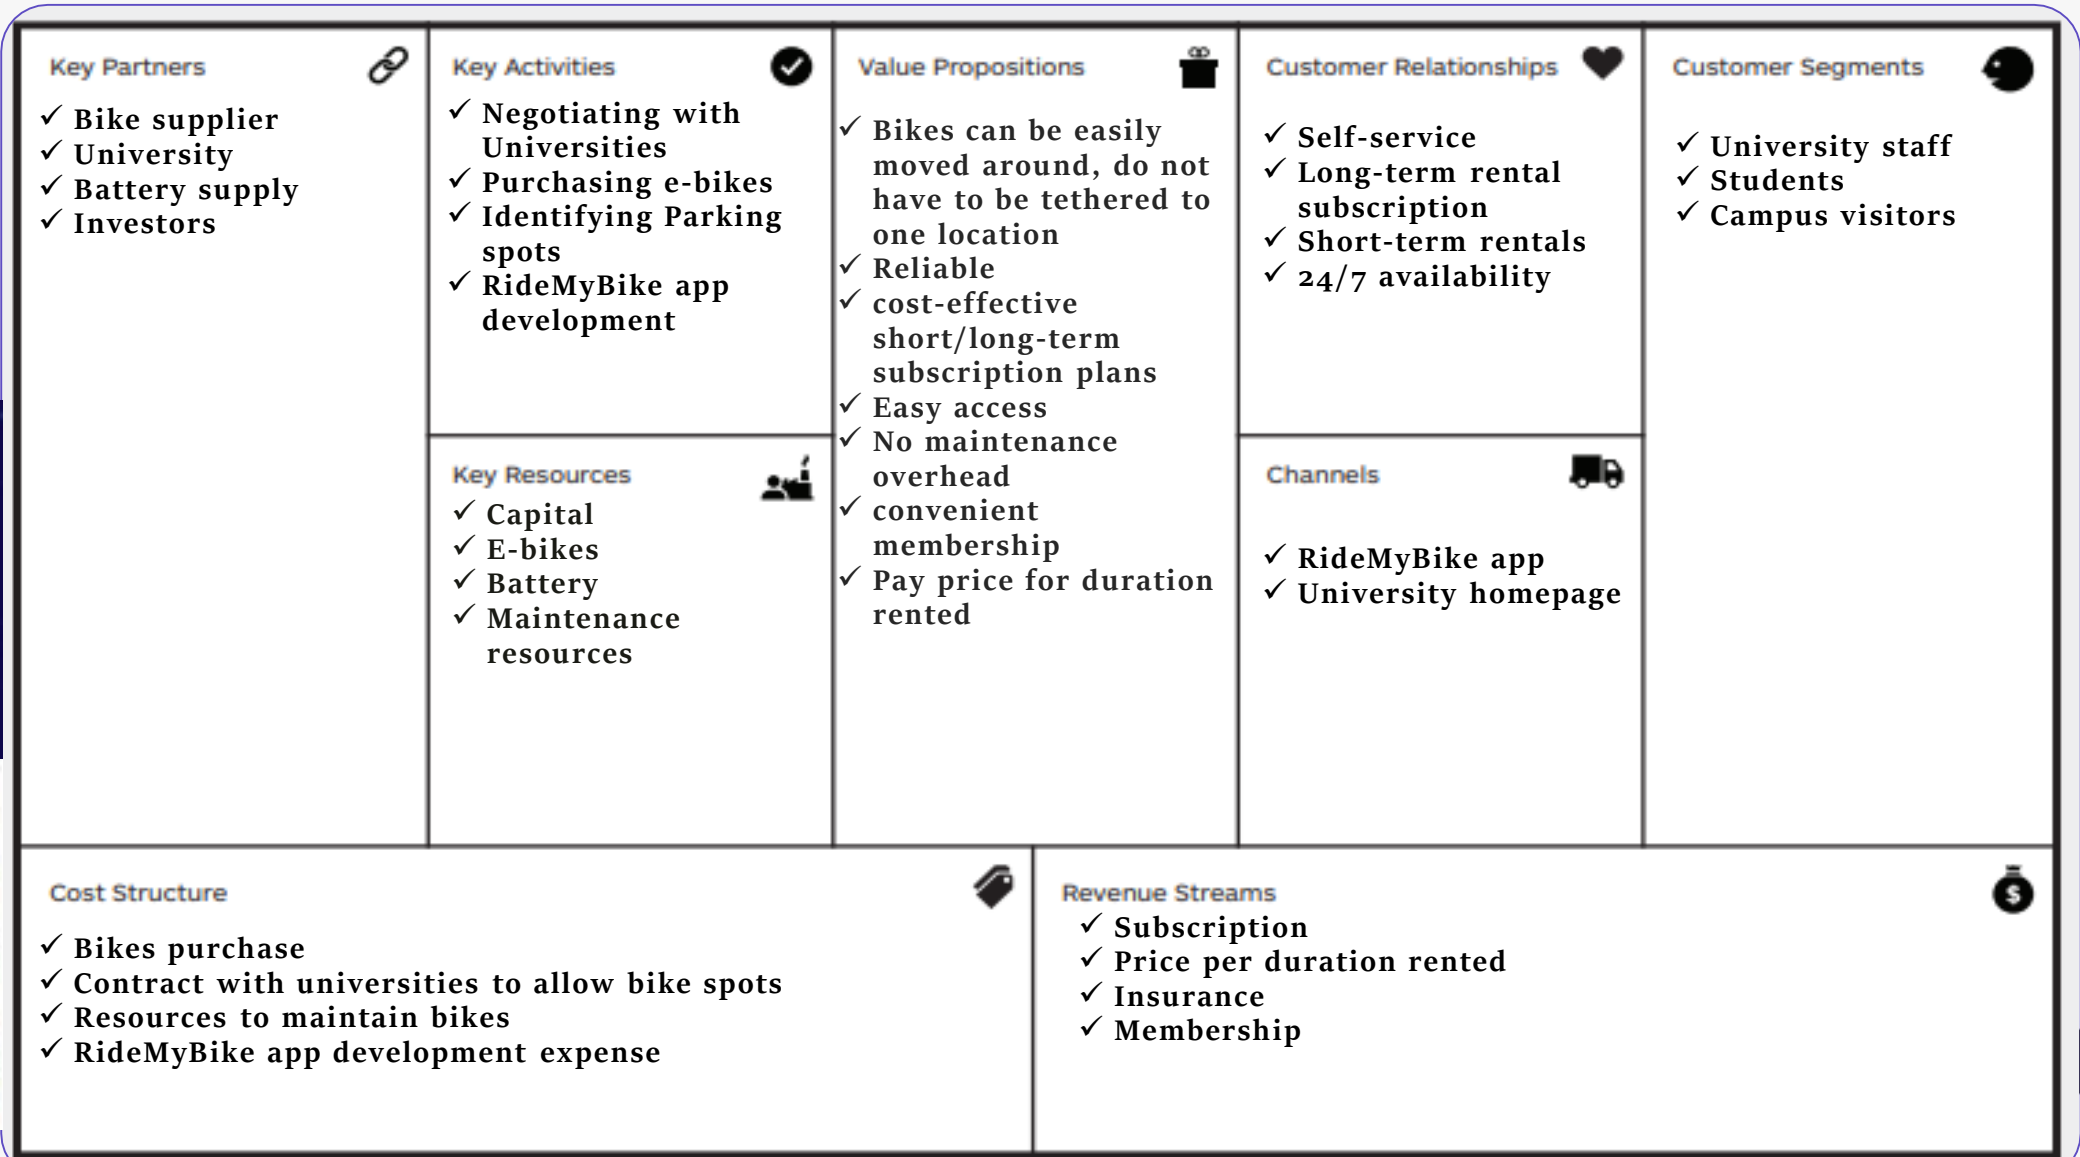 Key Partners
✓ Bike supplier
✓ University
✓ Battery supply
✓ Investors
Key Activities
✓ Negotiating with
Universities
✓ Purchasing e-bikes
✓ Identifying Parking
spots
✓ RideMyBike app
development
Key Resources
✓ Capital
✓ E-bikes
✓ Battery
✓ Maintenance
resources
Value Propositions
✓ Bikes can be easily
moved around, do not
have to be tethered to
one location
✓ Reliable
✓ cost-effective
short/long-term
subscription plans
✓ Easy access
✓ No maintenance
overhead
✓ convenient
membership
✓ Pay price for duration
rented
Customer Relationships
✓ Self-service
✓ Long-term rental
subscription
✓ Short-term rentals
✓ 24/7 availability
Channels
✓ RideMyBike app
✓ University homepage
Customer Segments
✓ University staff
✓ Students
✓ Campus visitors
Cost Structure
✓ Bikes purchase
✓ Contract with universities to allow bike spots
✓ Resources to maintain bikes
✓ RideMyBike app development expense
Revenue Streams
$
✓ Subscription
✓ Price per duration rented
✓ Insurance
✓ Membership